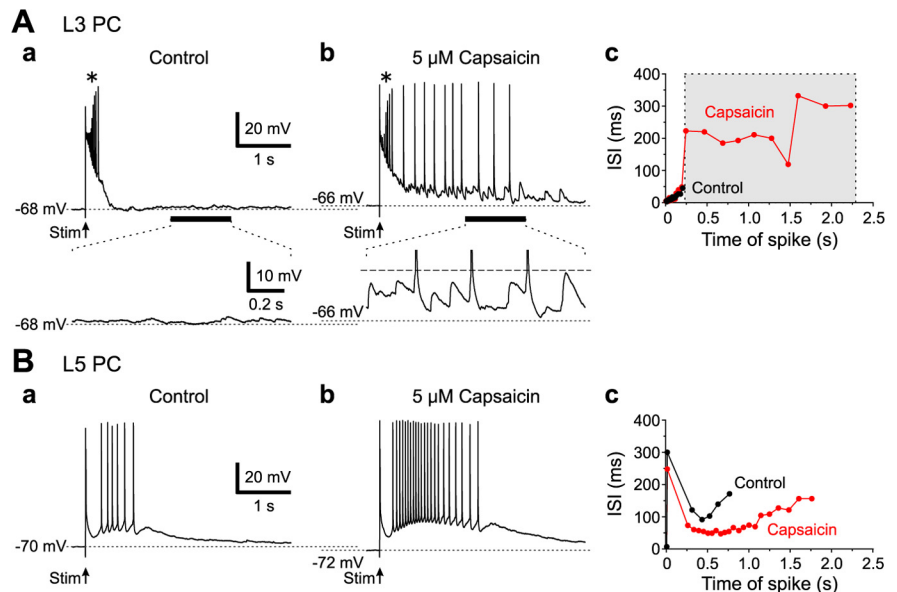 A L3 PC
a Control
b 5 µM Capsaicin
c
*
*
20 mV
1 s
-68 mV
Stim
-66 mV
Stim
10 mV
0.2 s
-68 mV
-66 mV
400
300
200
100
0
ISI (ms)
Capsaicin
Control
0.5 1.0 1.5 2.0 2.5
Time of spike (s)
B L5 PC
a Control
b 5 µM Capsaicin
c
20 mV
1 s
-70 mV
Stim
-72 mV
Stim
400
300
200
100
0
ISI (ms)
Control
Capsaicin
0 0.5 1.0 1.5 2.0 2.5
Time of spike (s)